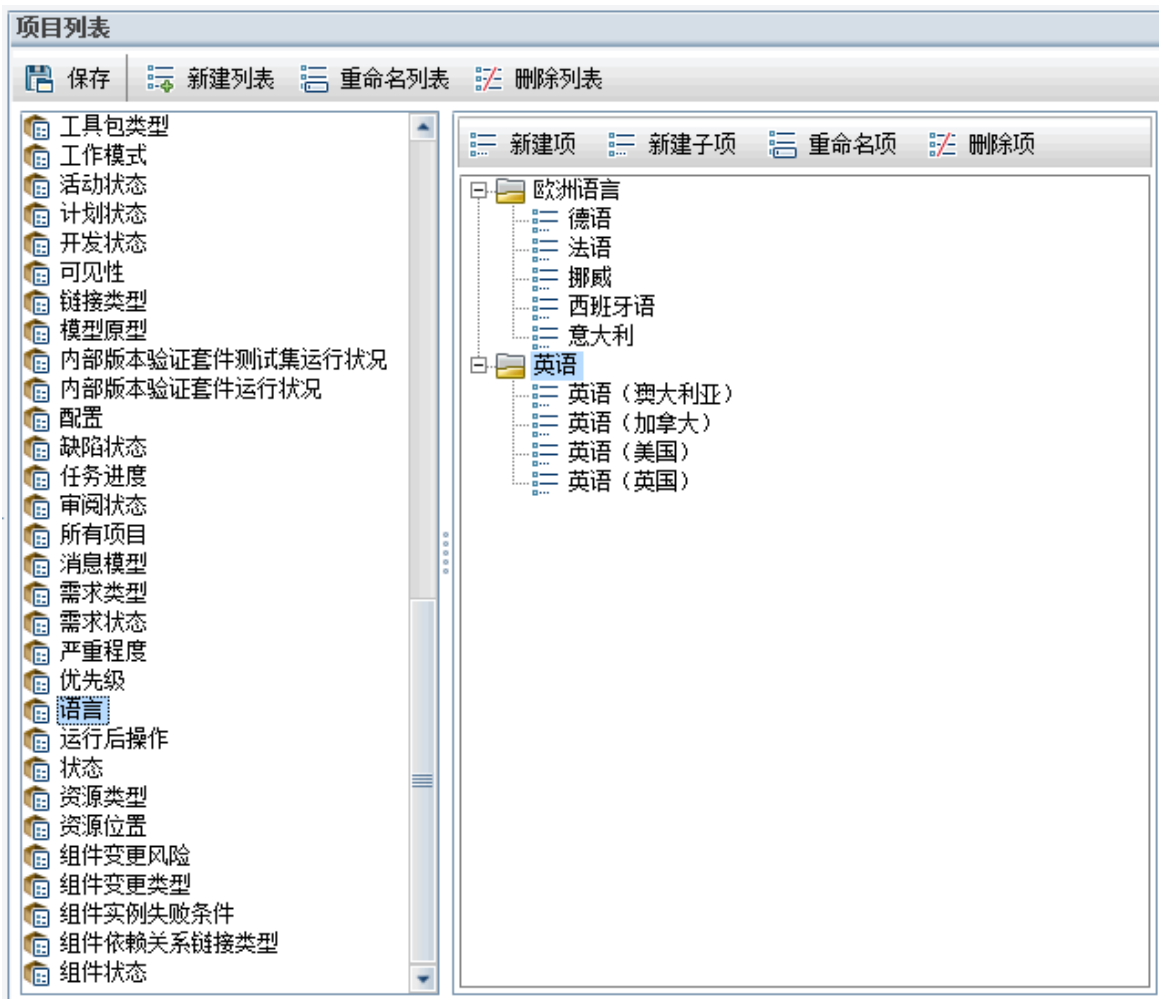 项目列表
保存 新建列表 重命名列表 删除列表
工具包类型
工作模式
活动状态
计划状态
开发状态
可见性
链接类型
模型原型
内部版本验证套件测试集运行状况
内部版本验证套件运行状况
配置
缺陷状态
任务进度
审阅状态
所有项目
消息模型
需求类型
需求状态
严重程度
优先级
语言
运行后操作
状态
资源类型
资源位置
组件变更风险
组件变更类型
组件实例失败条件
组件依赖关系链接类型
组件状态
新建项 新建子项 重命名项 删除项
欧洲语言
德语
法语
挪威
西班牙语
意大利
英语
英语（澳大利亚）
英语（加拿大）
英语（美国）
英语（英国）